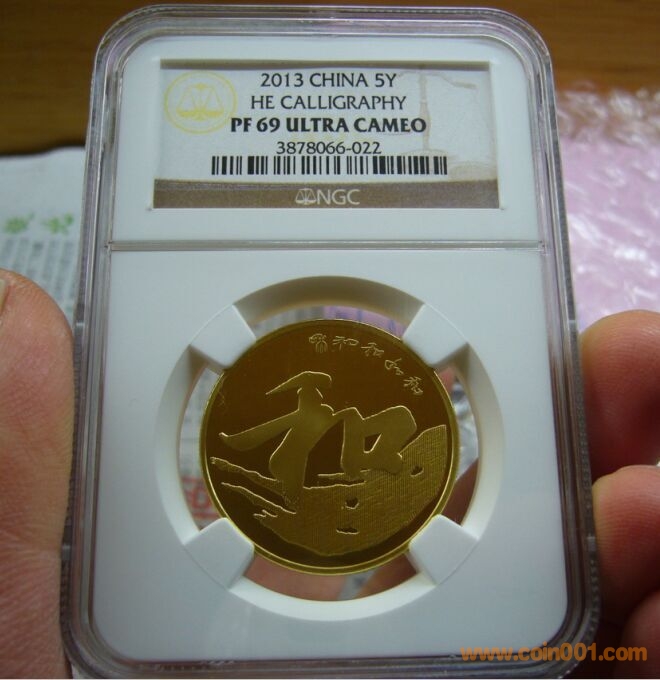 2013 CHINA 5Y
HE CALLIGRAPHY
PF 69 ULTRA CAMEO
3878066-022
NGC
和
www.coin001.com